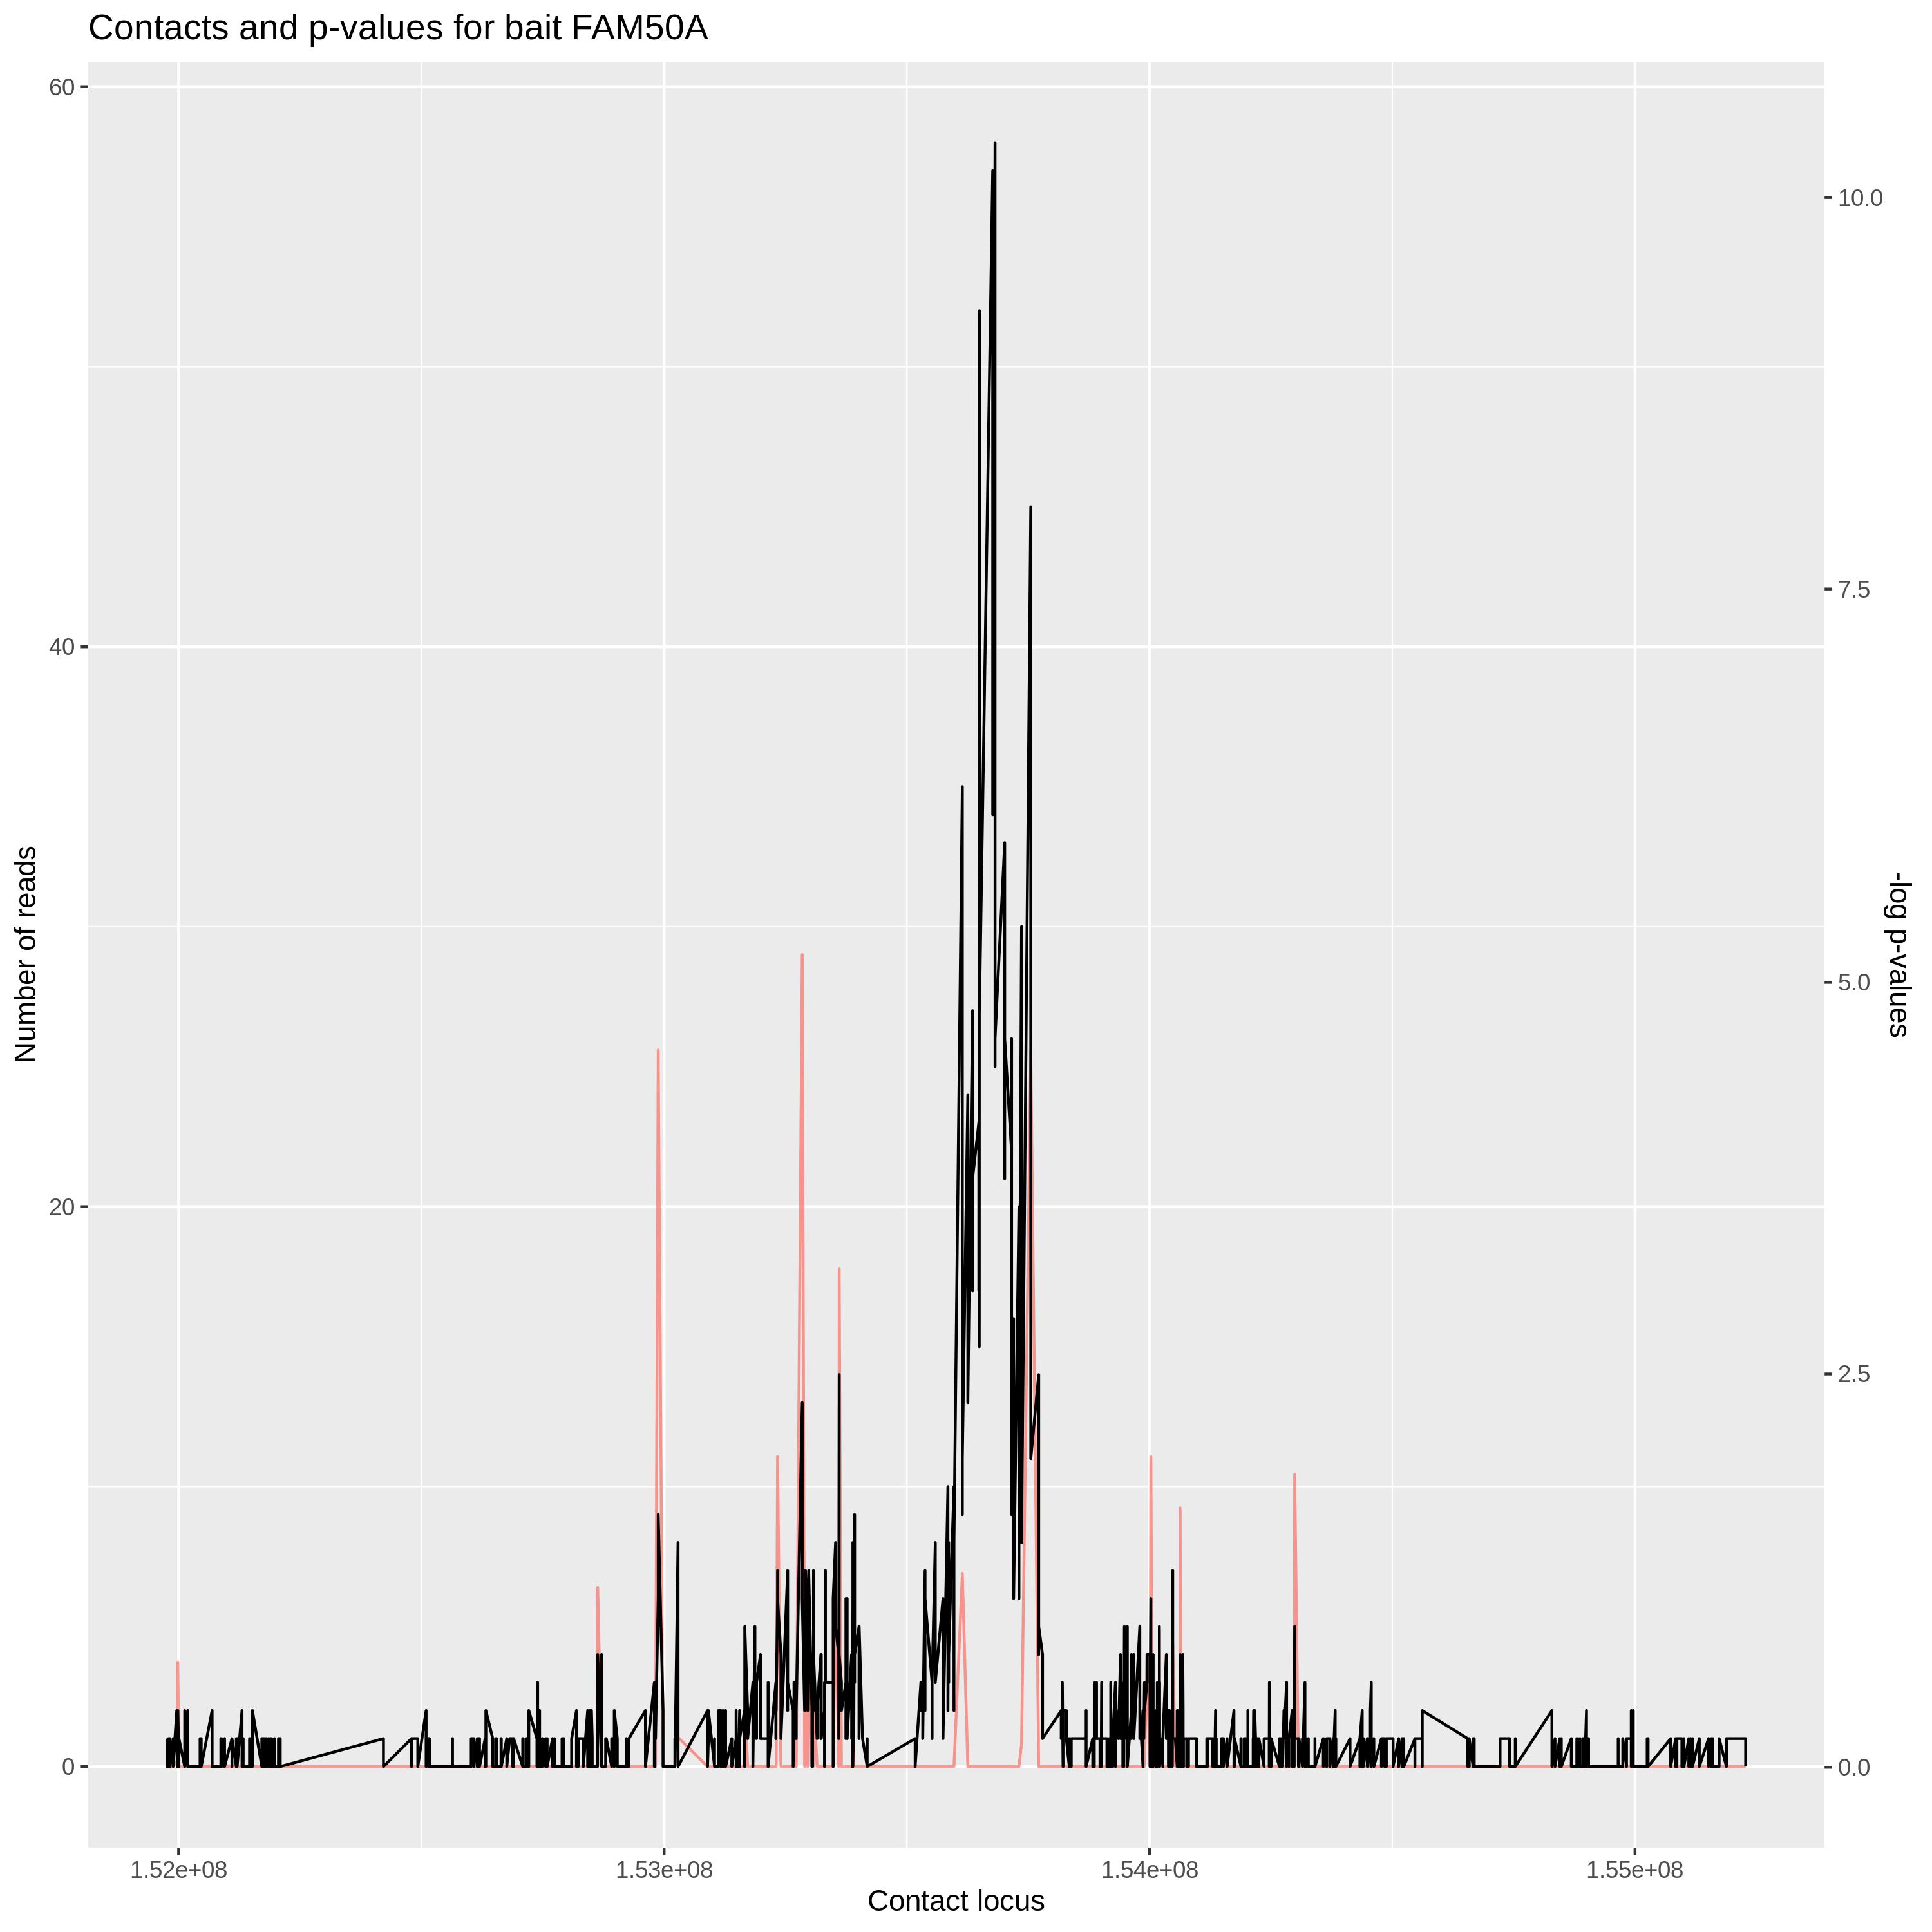 Contacts and p-values for bait FAM50A
60
40
20
0
Number of reads
10.0
7.5
5.0
2.5
0.0
-log p-values
1.52e+08
1.53e+08
1.54e+08
1.55e+08
Contact locus